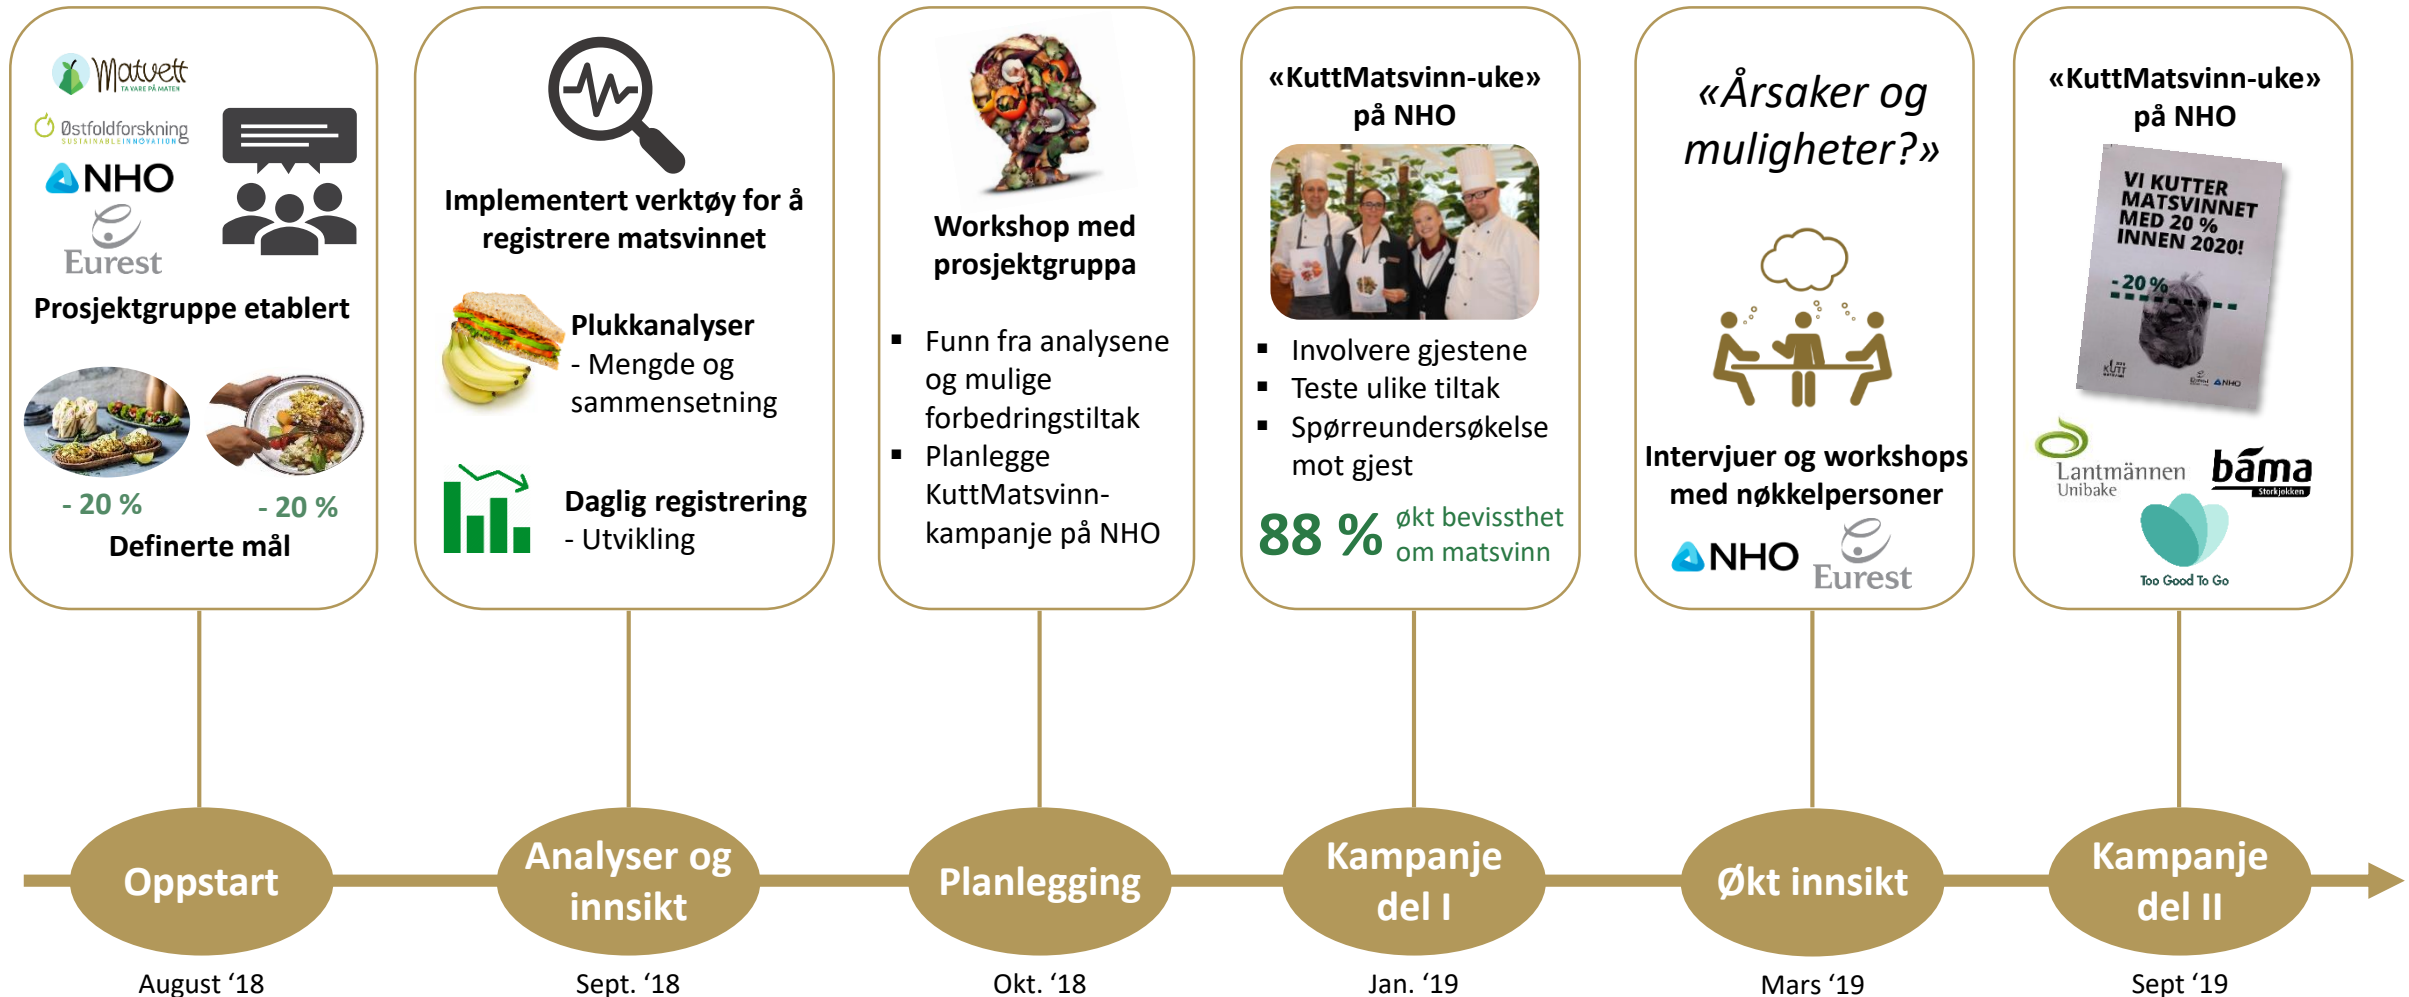 Matvett
TA VARE PÅ MATEN
Østfoldforskning
SUSTAINABLE INNOVATION
NHO
Eurest
Prosjektgruppe etablert
- 20 %
- 20 %
Definerte mål
Implementert verktøy for å
registrere matsvinnet
Plukkanalyser
- Mengde og
sammensetning
Daglig registrering
- Utvikling
Workshop med
prosjektgruppa
▪ Funn fra analysene
og mulige
forbedringstiltak
▪ Planlegge
KuttMatsvinn-
kampanje på NHO
«KuttMatsvinn-uke»
på NHO
▪ Involvere gjestene
▪ Teste ulike tiltak
▪ Spørreundersøkelse
mot gjest
88 %
økt bevissthet
om matsvinn
«Årsaker og
muligheter?»
Intervjuer og workshops
med nøkkelpersoner
NHO
Eurest
«KuttMatsvinn-uke»
på NHO
VI KUTTER
MATSVINNET
MED 20 %
INNEN 2020!
- 20 %
KUTT
Eurest
NHO
Lantmännen
Unibake
bama
Storkjøkken
Too Good To Go
Oppstart
Analyser og
innsikt
Planlegging
Kampanje
del I
Økt innsikt
Kampanje
del II
August ‘18
Sept. ‘18
Okt. ‘18
Jan. ‘19
Mars ‘19
Sept ‘19